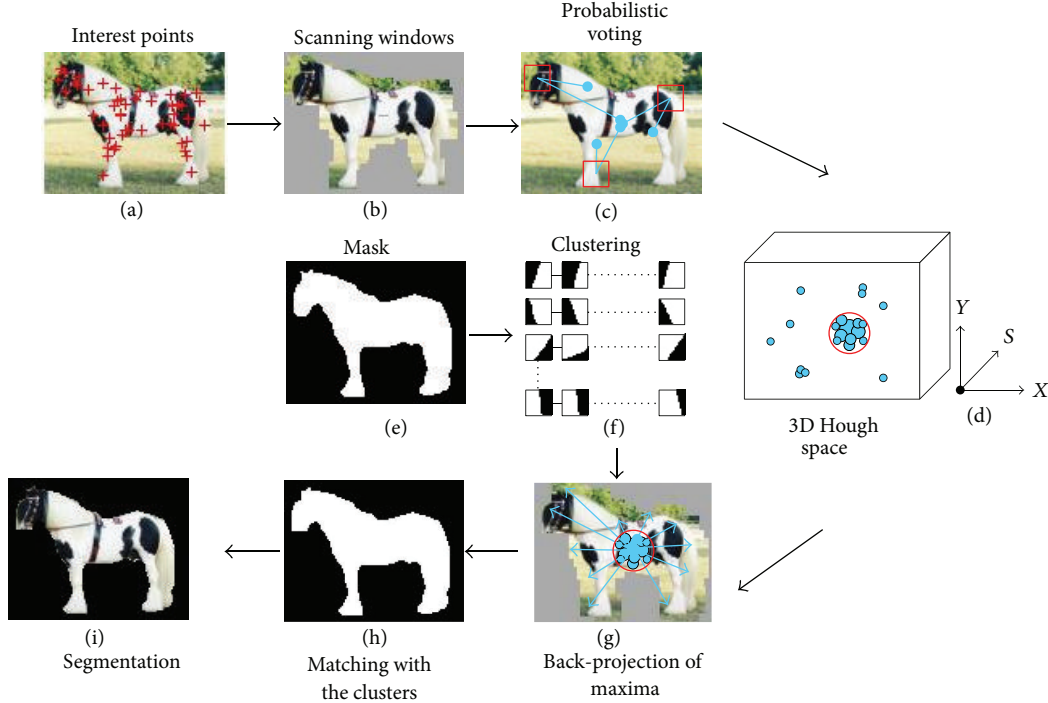 Interest points
Scanning windows
Probabilistic
voting
(a)
(b)
(c)
Mask
Clustering
Y
S
X
(e)
(f)
(d)
3D Hough
space
(i)
(h)
(g)
Segmentation
Matching with
the clusters
Back-projection of
maxima